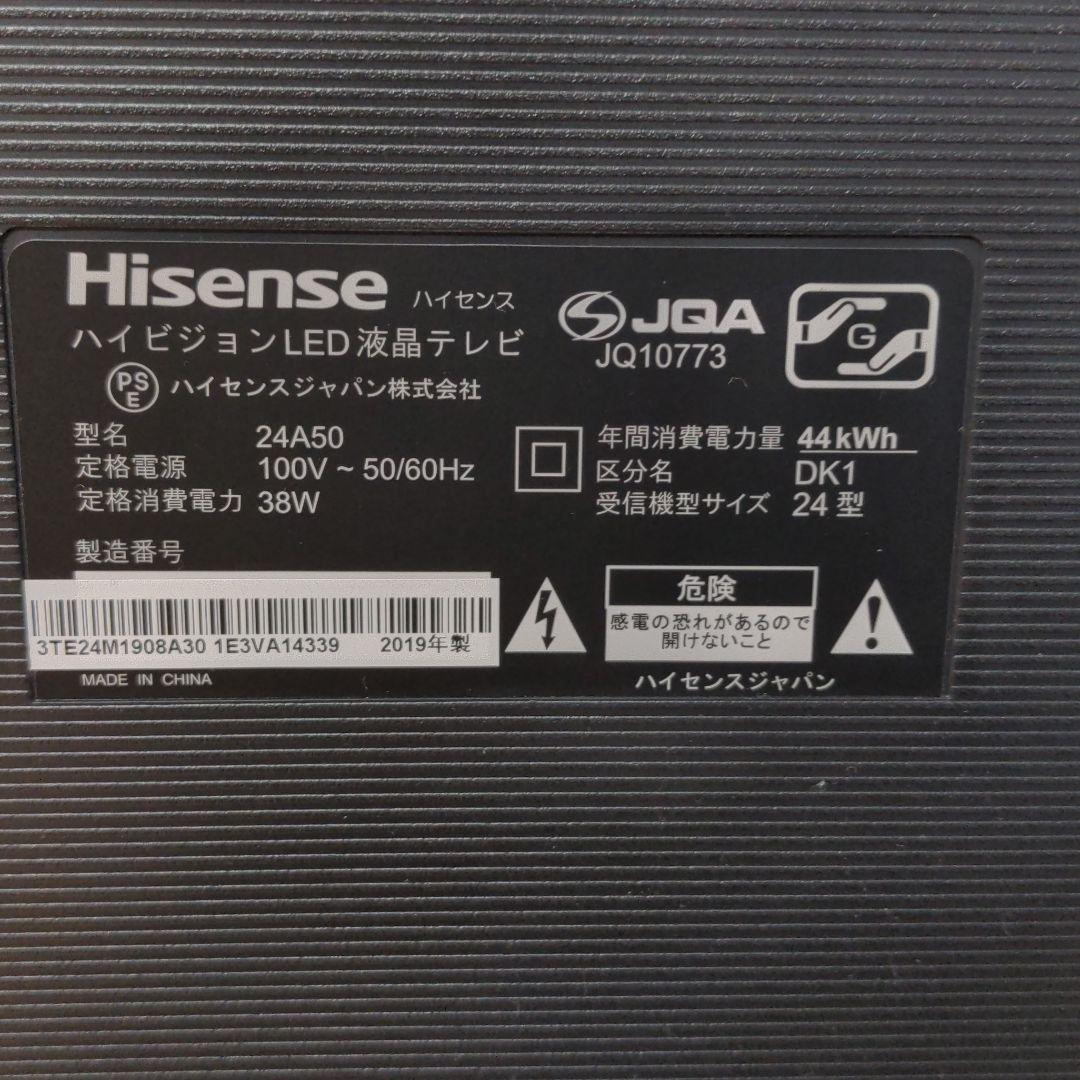 Hisense ハイセンス
ハイビジョンLED液晶テレビ
PS
E
ハイセンスジャパン株式会社
JQA
JQ10773
G
型名 24A50
定格電源 100V ~ 50/60Hz
定格消費電力 38W
年間消費電力量 44kWh
区分名 DK1
受信機型サイズ 24型
製造番号
3TE24M1908A30 1E3VA14339 2019年製
MADE IN CHINA
危険
感電の恐れがあるので
開けないこと
ハイセンスジャパン